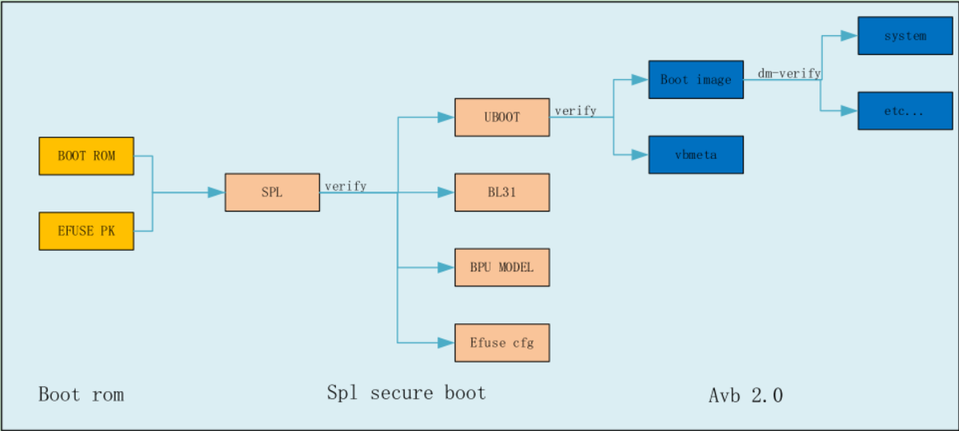 system
Boot image
dm-verify
etc...
UBOOT
verify
vbmeta
BOOT ROM
SPL
verify
BL31
EFUSE PK
BPU MODEL
Efuse cfg
Boot rom
Spl secure boot
Avb 2.0